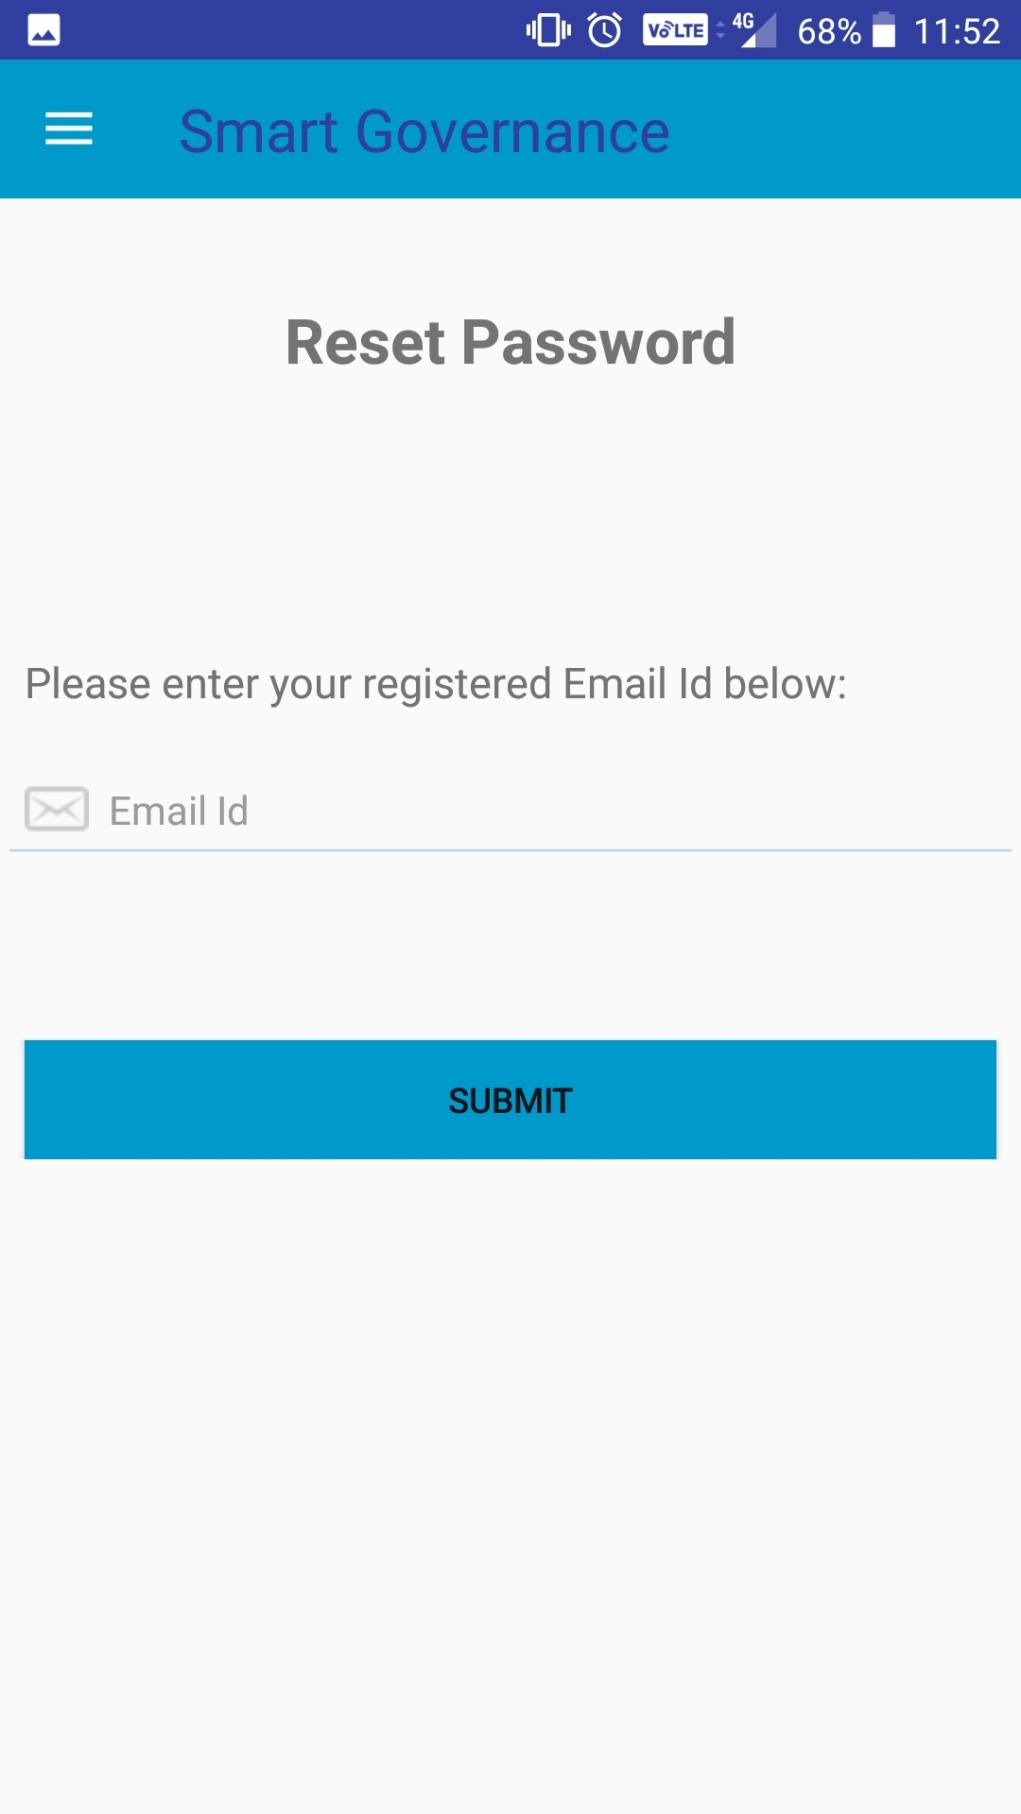 VoLTE 4G 68% 11:52
Smart Governance
Reset Password
Please enter your registered Email Id below:
Email Id
SUBMIT